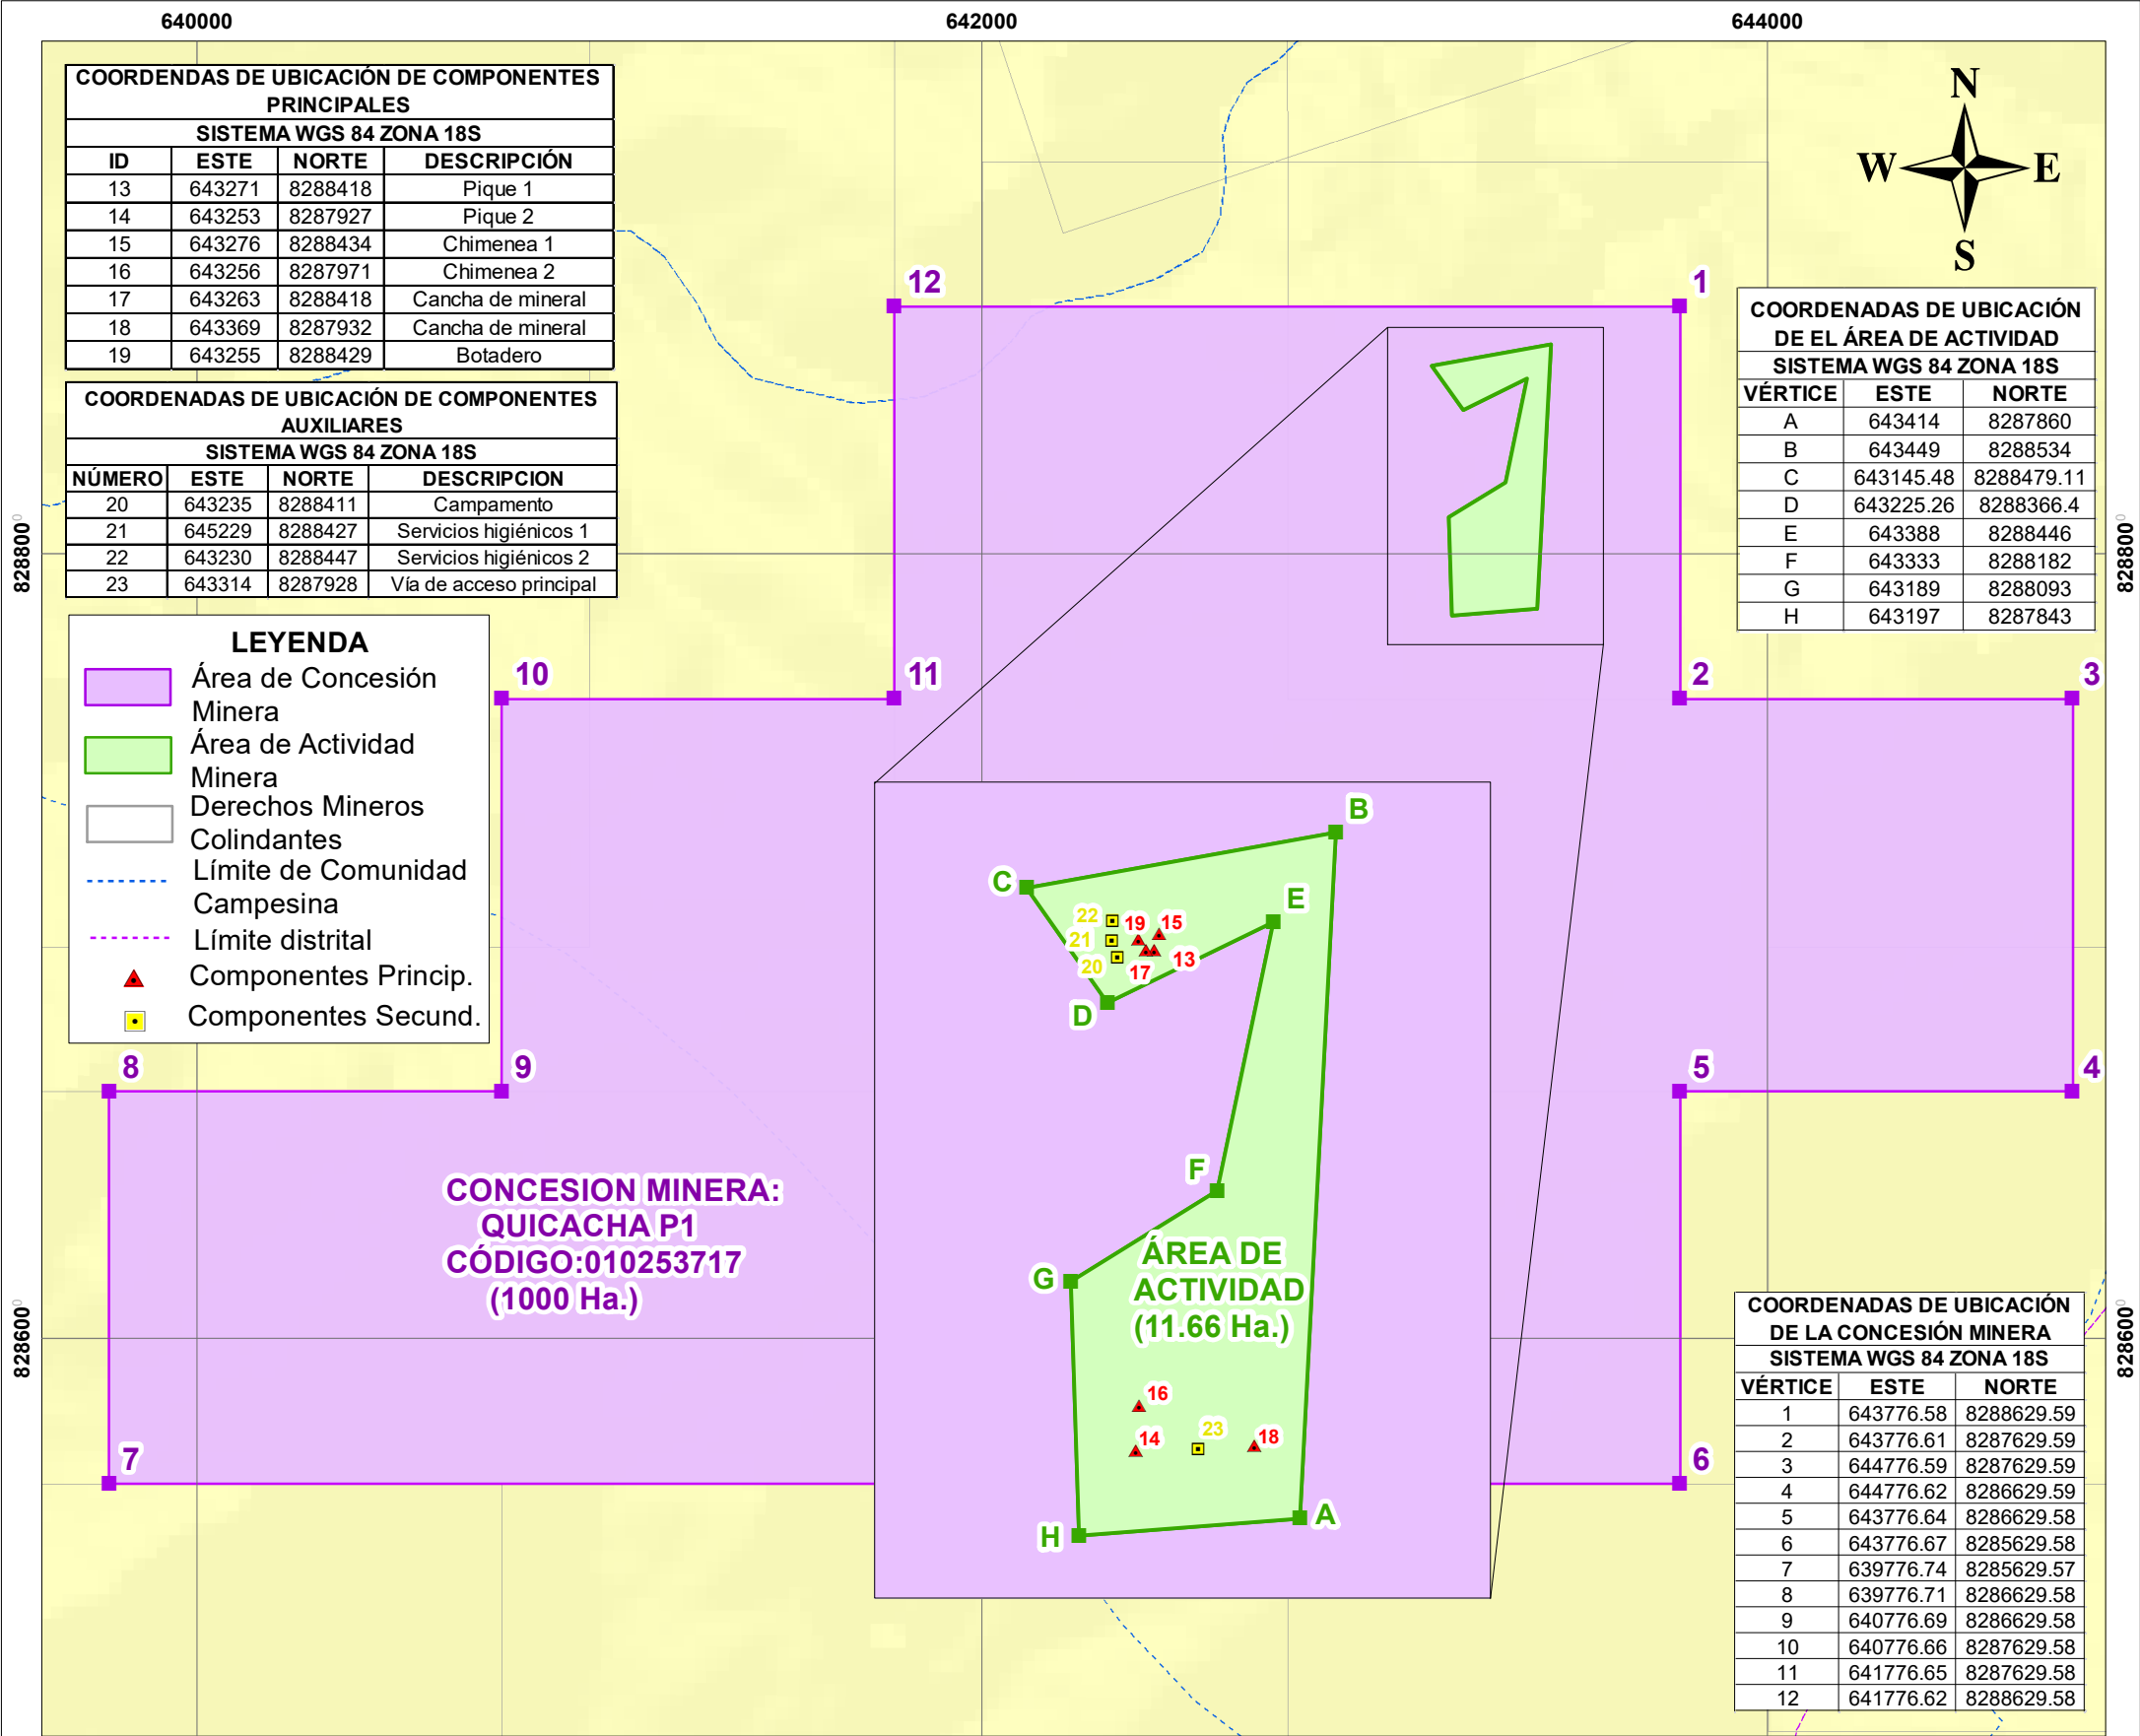 640000 642000 644000
COORDENDAS DE UBICACIÓN DE COMPONENTES
PRINCIPALES
SISTEMA WGS 84 ZONA 18S
ID ESTE NORTE DESCRIPCIÓN
13 643271 8288418 Pique 1
14 643253 8287927 Pique 2
15 643276 8288434 Chimenea 1
16 643256 8287971 Chimenea 2
17 643263 8288418 Cancha de mineral
18 643369 8287932 Cancha de mineral
19 643255 8288429 Botadero
COORDENADAS DE UBICACIÓN DE COMPONENTES
AUXILIARES
SISTEMA WGS 84 ZONA 18S
NÚMERO ESTE NORTE DESCRIPCION
20 643235 8288411 Campamento
21 645229 8288427 Servicios higiénicos 1
22 643230 8288447 Servicios higiénicos 2
23 643314 8287928 Vía de acceso principal
LEYENDA
Área de Concesión
Minera
Área de Actividad
Minera
Derechos Mineros
Colindantes
Límite de Comunidad
Campesina
Límite distrital
Componentes Princip.
Componentes Secund.
N
W E
S
COORDENADAS DE UBICACIÓN
DE EL ÁREA DE ACTIVIDAD
SISTEMA WGS 84 ZONA 18S
VÉRTICE ESTE NORTE
A 643414 8287860
B 643449 8288534
C 643145.48 8288479.11
D 643225.26 8288366.4
E 643388 8288446
F 643333 8288182
G 643189 8288093
H 643197 8287843
8288000
8288000
12 1
10 11 2 3
8 9 5 4
7 6
B
C
E
22 19 15
21
20 17 13
D
F
G
ÁREA DE
ACTIVIDAD
(11.66 Ha.)
16
14 23 18
H A
CONCESION MINERA:
QUICACHA P1
CÓDIGO:010253717
(1000 Ha.)
8286000
8286000
COORDENADAS DE UBICACIÓN
DE LA CONCESIÓN MINERA
SISTEMA WGS 84 ZONA 18S
VÉRTICE ESTE NORTE
1 643776.58 8288629.59
2 643776.61 8287629.59
3 644776.59 8287629.59
4 644776.62 8286629.59
5 643776.64 8286629.58
6 643776.67 8285629.58
7 639776.74 8285629.57
8 639776.71 8286629.58
9 640776.69 8286629.58
10 640776.66 8287629.58
11 641776.65 8287629.58
12 641776.62 8288629.58